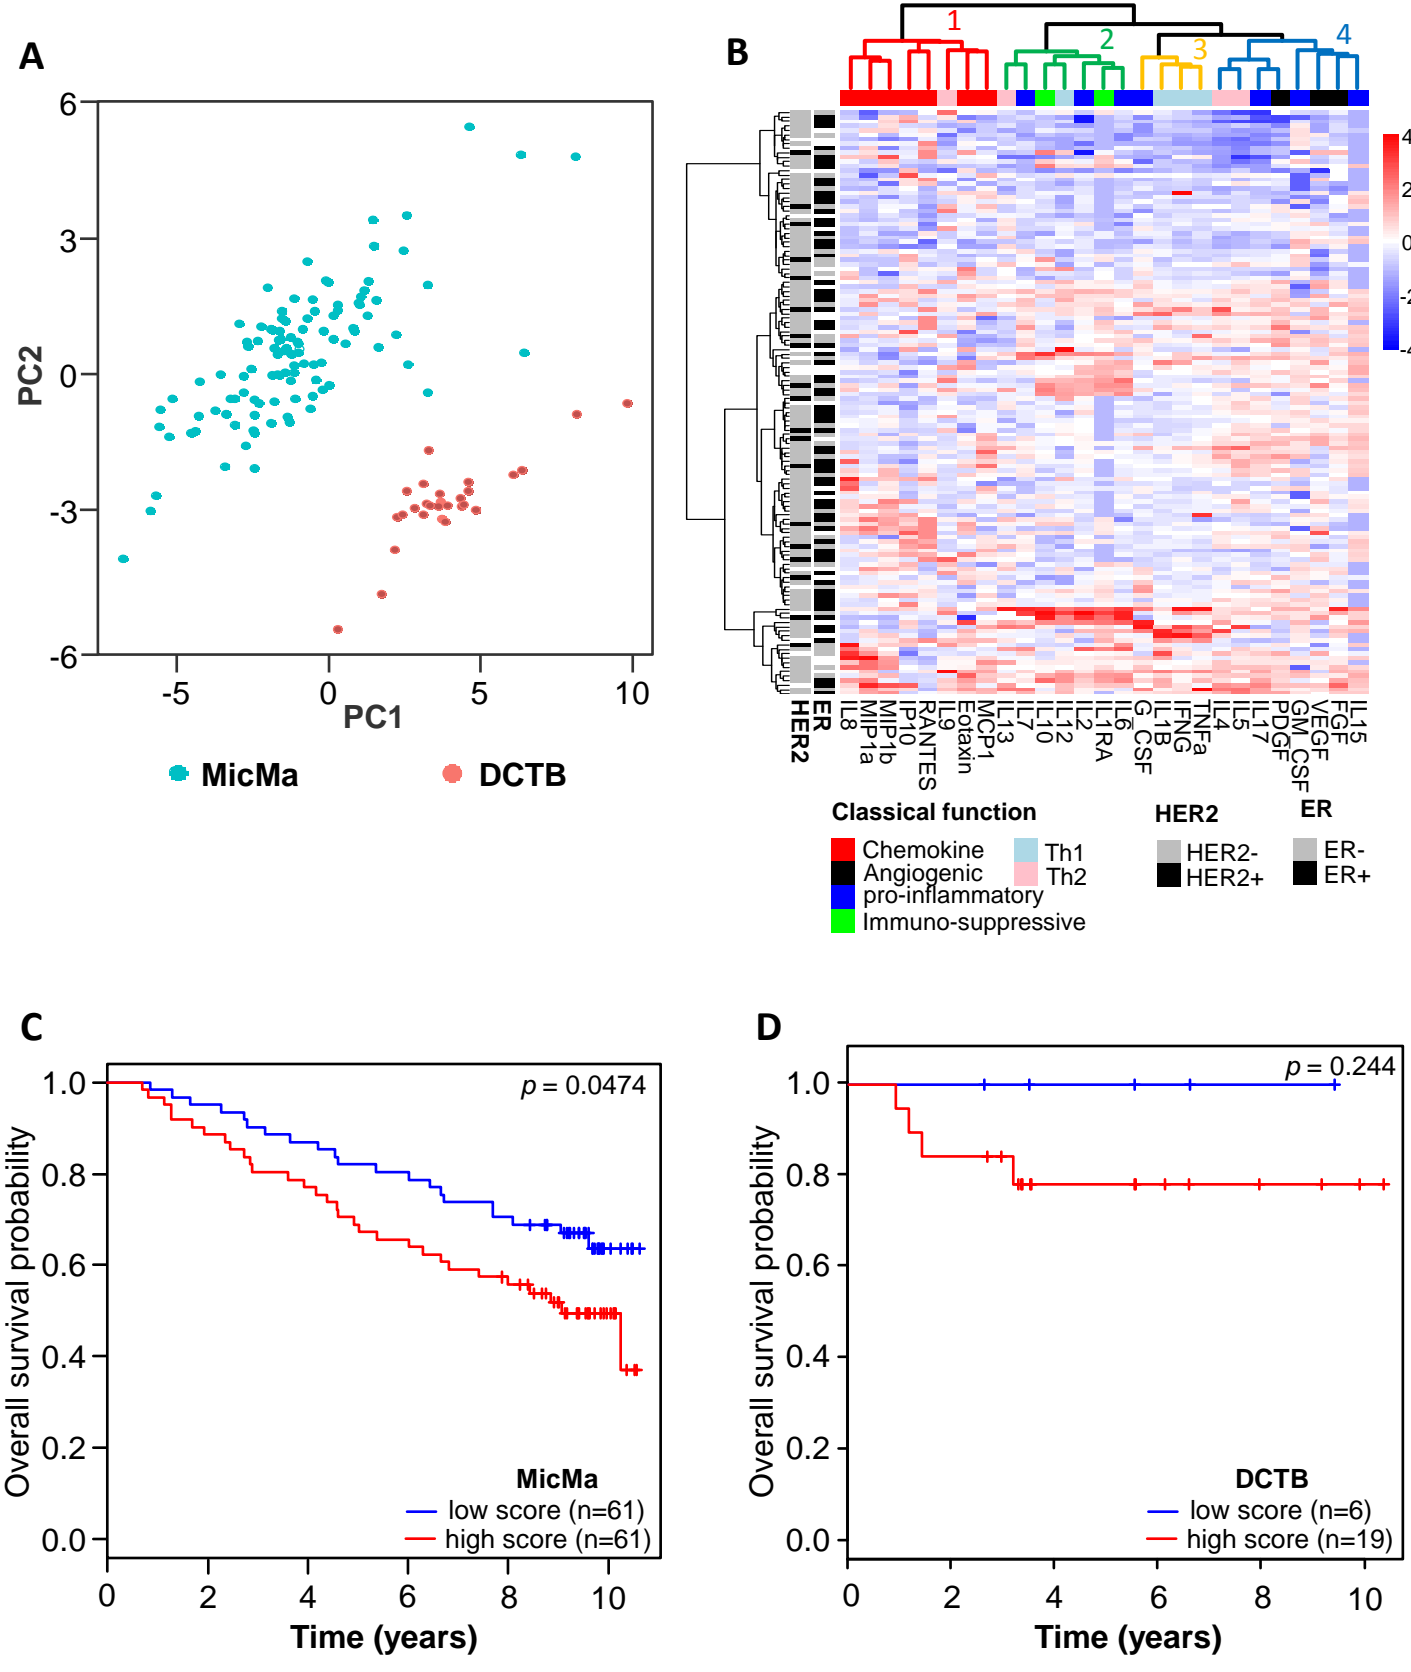 A
6
3
0
-3
-6
PC2
-5
0
5
10
PC1
MicMa
DCTB
B
1
2
3
4
4
2
0
-2
-4
HER2
ER
IL8
MIP1a
MIP1b
IP10
RANTES
IL9
Eotaxin
MCP1
IL13
IL7
IL10
IL12
IL2
IL1RA
IL6
G_CSF
IL1B
IFNG
TNFa
IL4
IL5
IL17
PDGF
GM_CSF
VEGF
FGF
IL15
Classical function
Chemokine
Angiogenic
pro-inflammatory
Immuno-suppressive
Th1
Th2
HER2
HER2-
HER2+
ER
ER-
ER+
C
p = 0.0474
1.0
0.8
0.6
0.4
0.2
0.0
Overall survival probability
MicMa
low score (n=61)
high score (n=61)
0
2
4
6
8
10
Time (years)
D
p = 0.244
1.0
0.8
0.6
0.4
0.2
0.0
Overall survival probability
DCTB
low score (n=6)
high score (n=19)
0
2
4
6
8
10
Time (years)